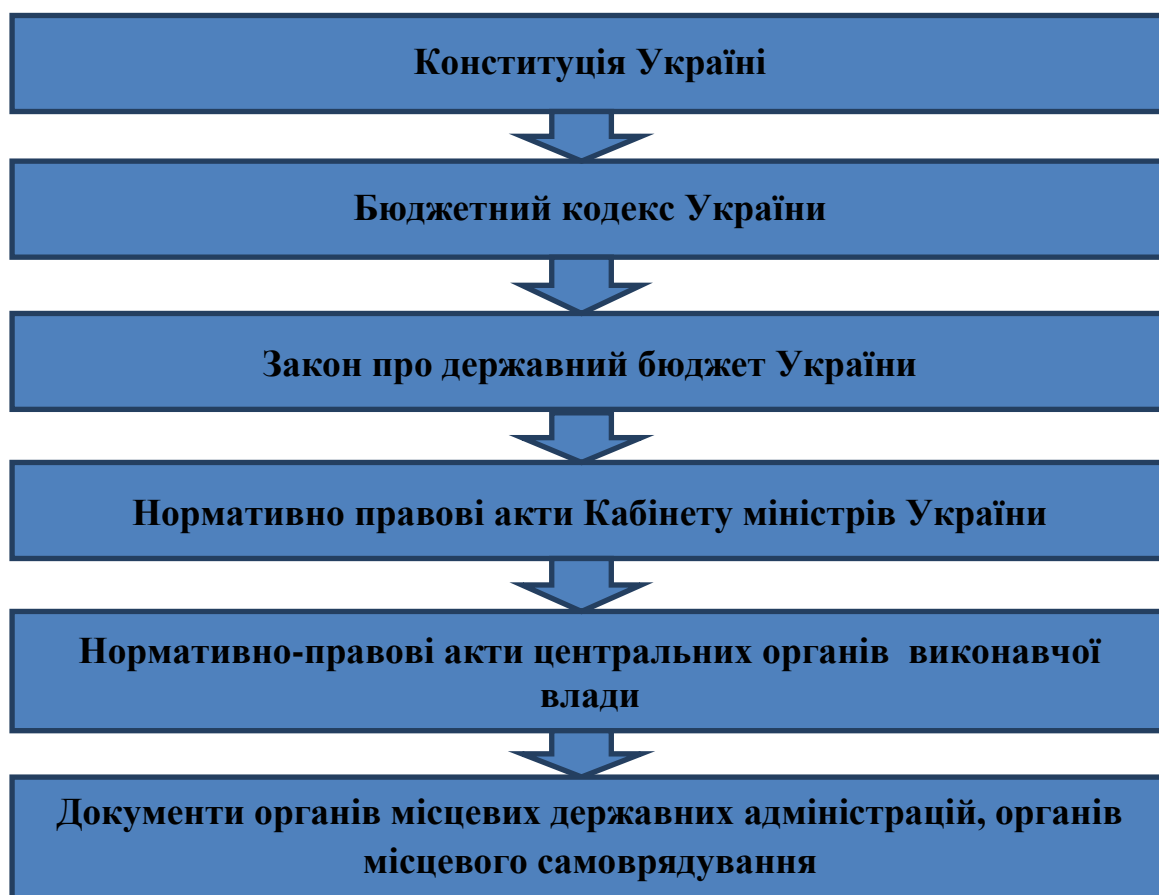 Конституція Україні
Бюджетний кодекс України
Закон про державний бюджет України
Нормативно правові акти Кабінету міністрів України
Нормативно-правові акти центральних органів виконавчої
влади
Документи органів місцевих державних адміністрацій, органів
місцевого самоврядування